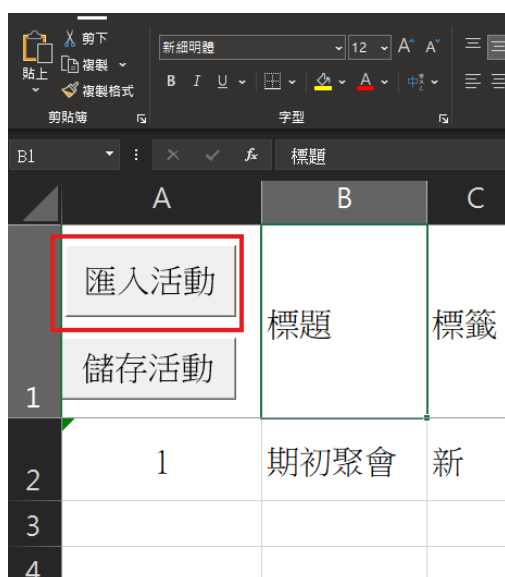 剪下
新細明體 12 A A
貼上 複製
B I U A 中
複製格式
剪貼簿 字型
B1 fx 標題
A B C
匯入活動
標題 標籤
儲存活動
1
2 1 期初聚會 新
3
4